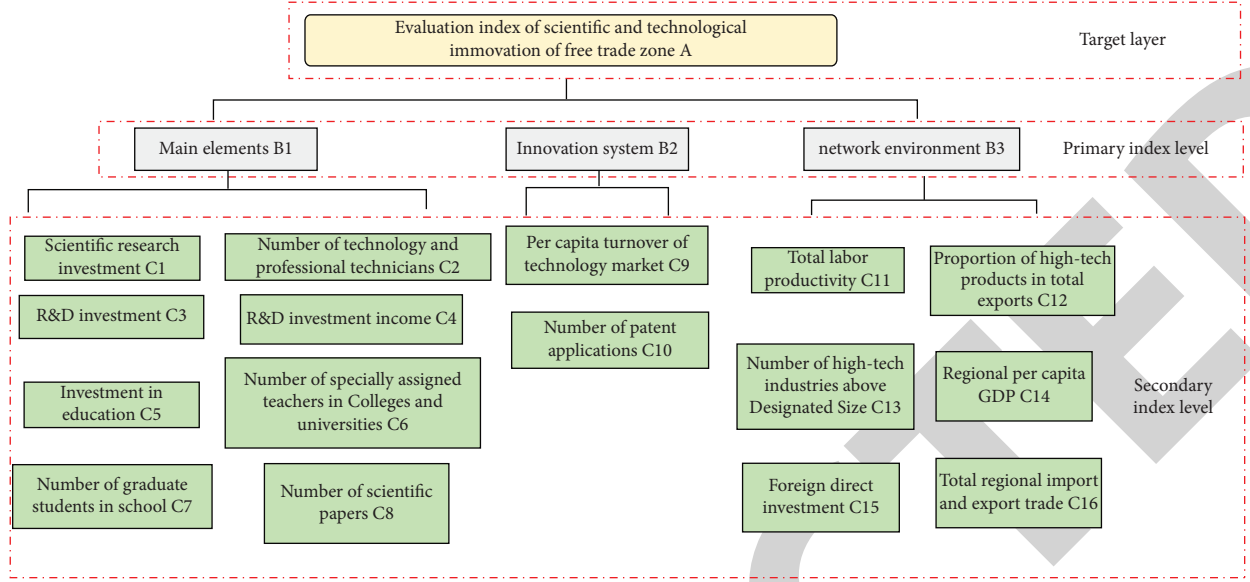 Evaluation index of scientific and technological
immovation of free trade zone A
Target layer
Main elements B1
Innovation system B2
network environment B3
Primary index level
Scientific research
investment C1
Number of technology and
professional technicians C2
Per capita turnover of
technology market C9
Total labor
productivity C11
Proportion of high-tech
products in total
exports C12
R&D investment C3
R&D investment income C4
Number of patent
applications C10
Investment in
education C5
Number of specially assigned
teachers in Colleges and
universities C6
Number of high-tech
industries above
Designated Size C13
Regional per capita
GDP C14
Secondary
index level
Number of graduate
students in school C7
Number of scientific
papers C8
Foreign direct
investment C15
Total regional import
and export trade C16